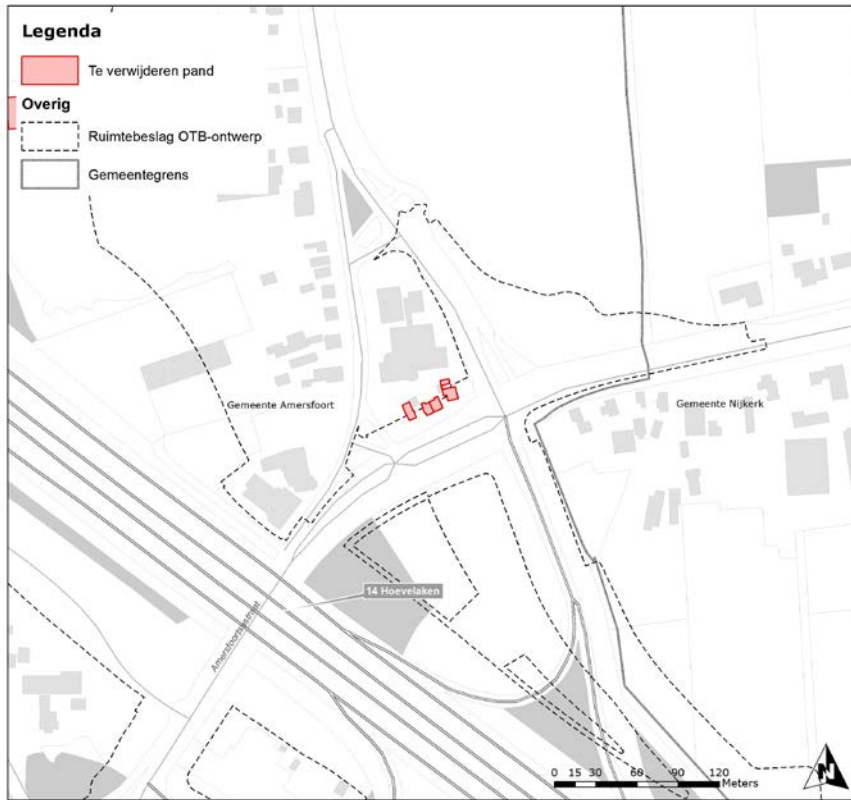 Legenda
Te verwijderen pand
Overig
Ruimtebeslag OTB-ontwerp
Gemeentegrens
Gemeente Amersfoort
Gemeente Nijkerk
14 Hoevelaken
Amersfoortsestraat
N
0 15 30 60 90 120
Meters